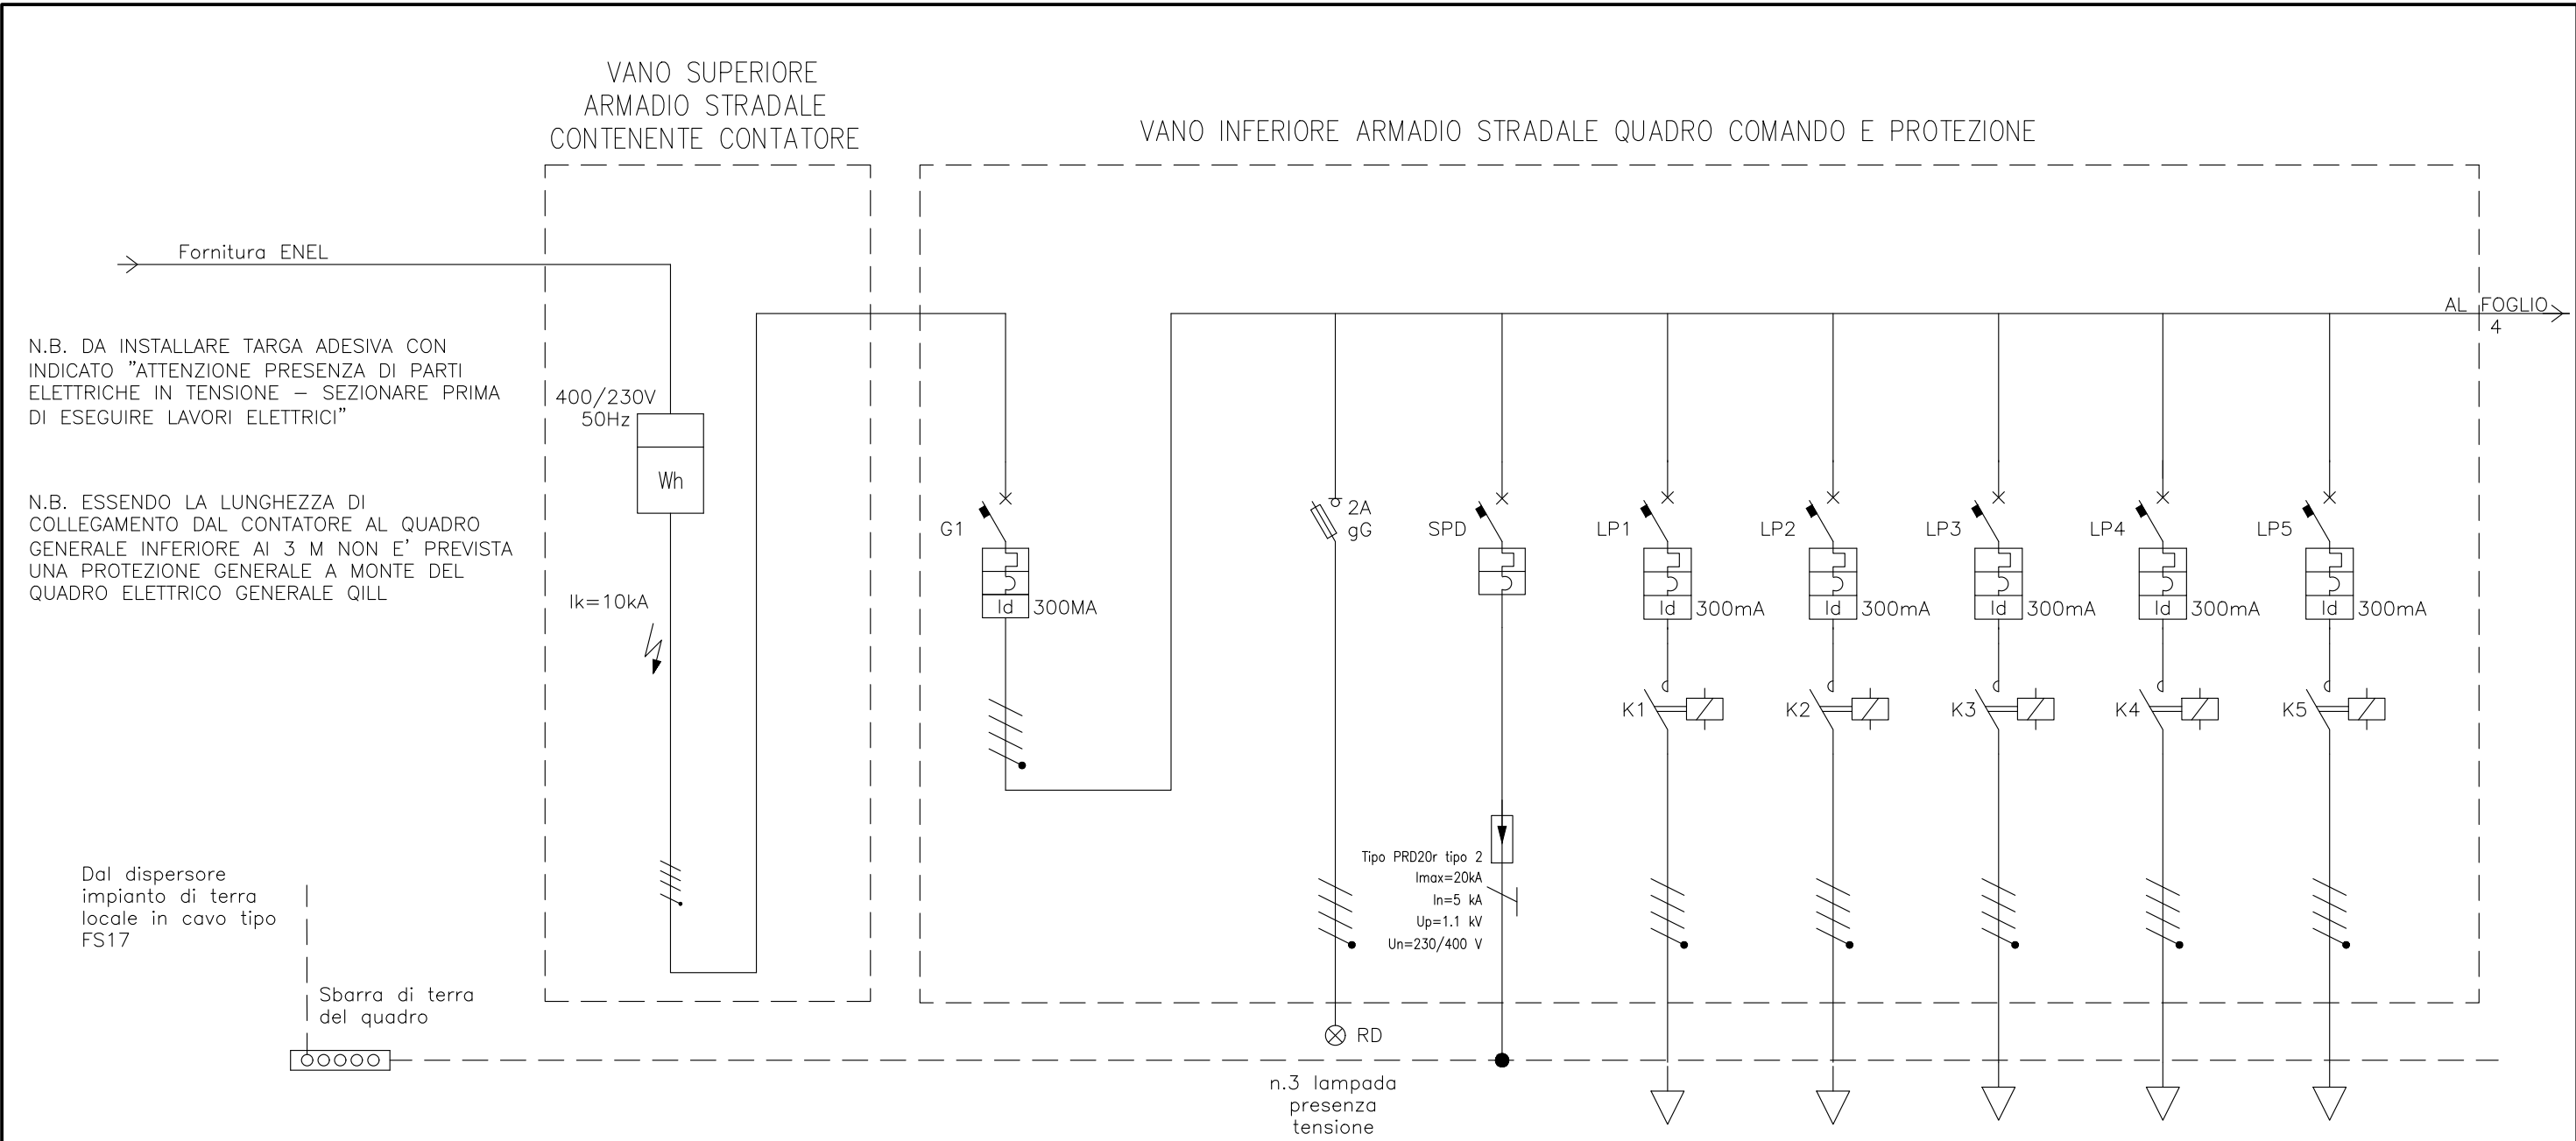 VANO SUPERIORE
ARMADIO STRADALE
CONTENENTE CONTATORE
VANO INFERIORE ARMADIO STRADALE QUADRO COMANDO E PROTEZIONE
Fornitura ENEL
AL FOGLIO
4
N.B. DA INSTALLARE TARGA ADESIVA CON
INDICATO "ATTENZIONE PRESENZA DI PARTI
ELETTRICHE IN TENSIONE – SEZIONARE PRIMA
DI ESEGUIRE LAVORI ELETTRICI"
400/230V
50Hz
Wh
N.B. ESSENDO LA LUNGHEZZA DI
COLLEGAMENTO DAL CONTATORE AL QUADRO
GENERALE INFERIORE AI 3 M NON E' PREVISTA
UNA PROTEZIONE GENERALE A MONTE DEL
QUADRO ELETTRICO GENERALE QILL
Ik=10kA
G1
Id 300MA
2A
gG
SPD
LP1
Id 300mA
LP2
Id 300mA
LP3
Id 300mA
LP4
Id 300mA
LP5
Id 300mA
K1
K2
K3
K4
K5
Tipo PRD20r tipo 2
Imax=20kA
In=5 kA
Up=1.1 kV
Un=230/400 V
Dal dispersore
impianto di terra
locale in cavo tipo
FS17
Sbarra di terra
del quadro
RD
n.3 lampada
presenza
tensione